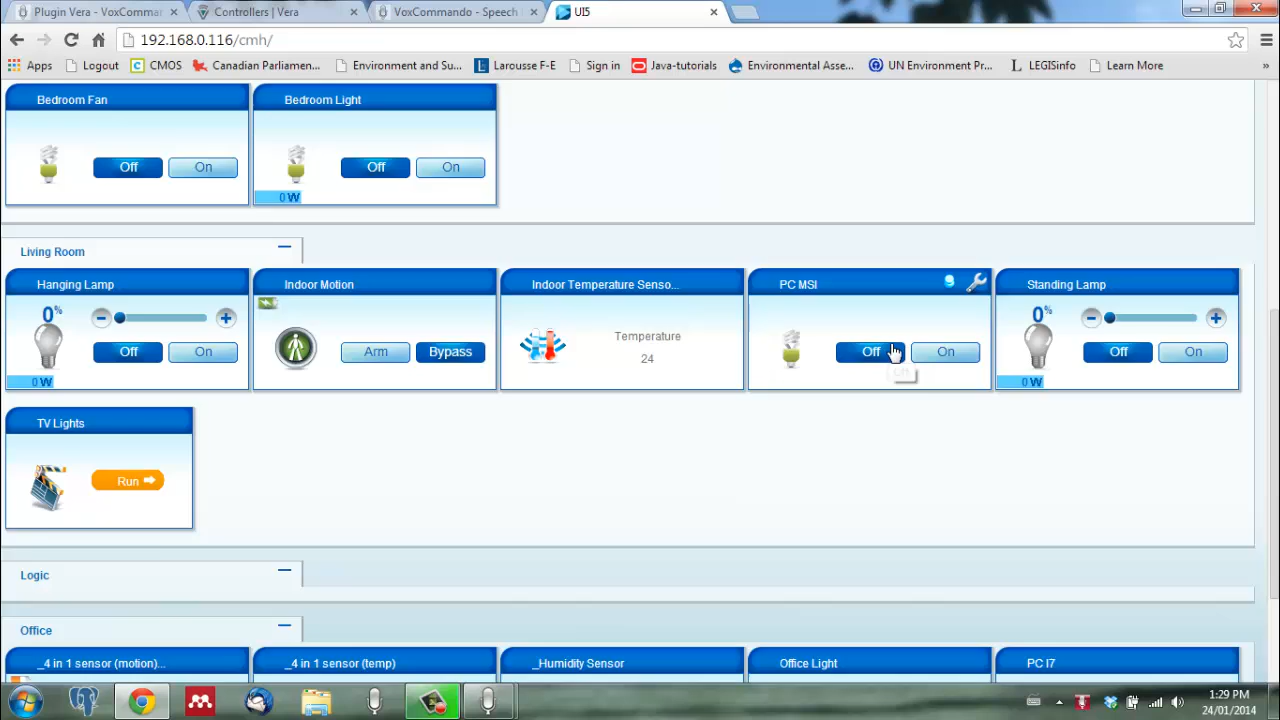 Plugin Vera - VoxComman
Controllers | Vera
VoxCommando - Speech
UI5
192.168.0.116/cmh/
Apps
Logout
CMOS
Canadian Parliamen...
Environment and Su...
Larousse F-E
Sign in
Java-tutorials
Environmental Asse...
UN Environment Pr...
LEGISinfo
Learn More
»
Bedroom Fan
Bedroom Light
Off
On
Off
On
0 W
Living Room
Hanging Lamp
Indoor Motion
Indoor Temperature Senso...
PC MSI
Standing Lamp
0%
Off
On
0 W
Arm
Bypass
Temperature
24
Off
On
0%
Off
On
0 W
TV Lights
Run
Logic
Office
_4 in 1 sensor (motion)...
_4 in 1 sensor (temp)
_Humidity Sensor
Office Light
PC I7
1:29 PM
24/01/2014